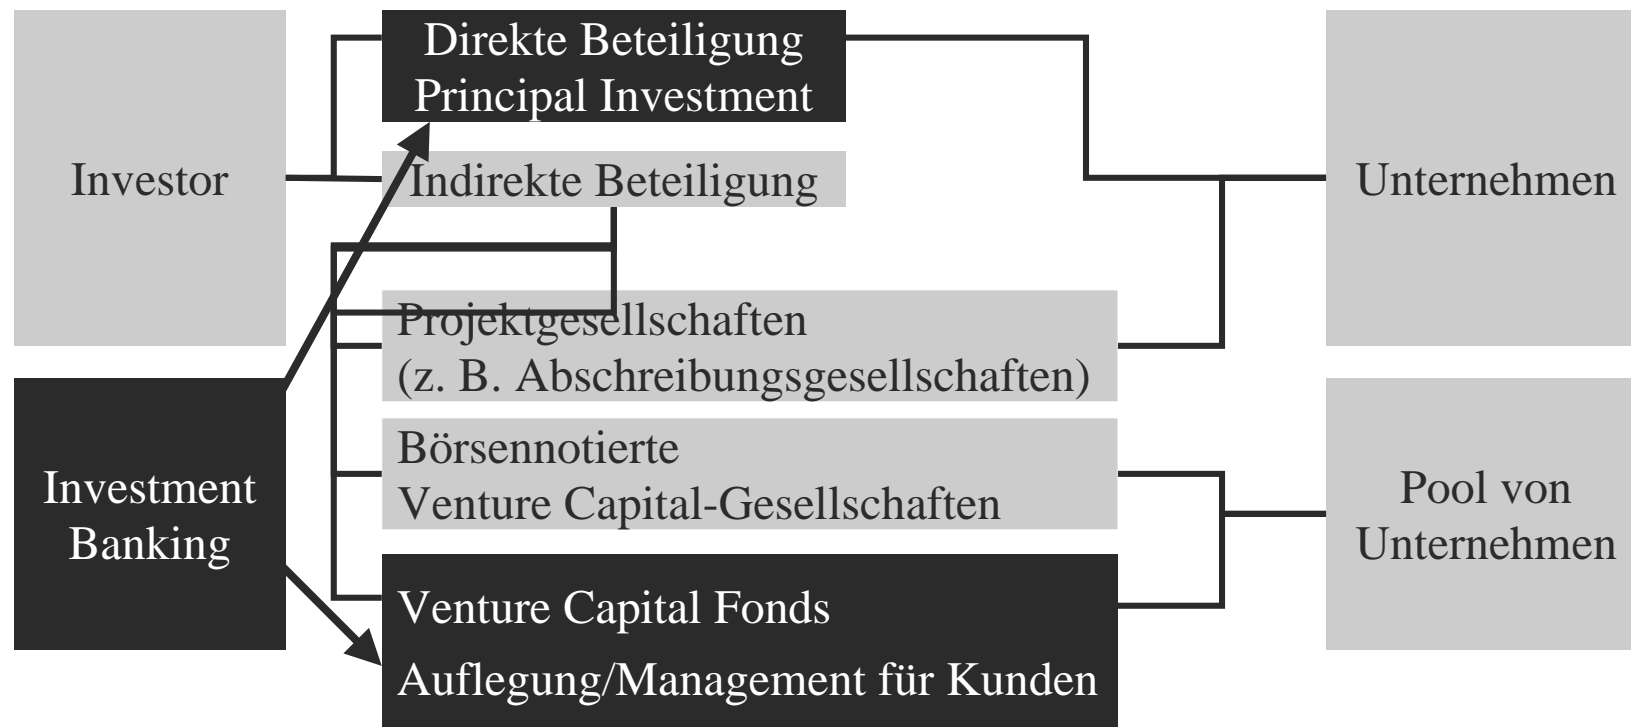 Investor
Direkte Beteiligung
Principal Investment
Indirekte Beteiligung
Unternehmen
Projektgesellschaften
(z. B. Abschreibungsgesellschaften)
Börsennotierte
Venture Capital-Gesellschaften
Investment
Banking
Venture Capital Fonds
Auflegung/Management für Kunden
Pool von
Unternehmen